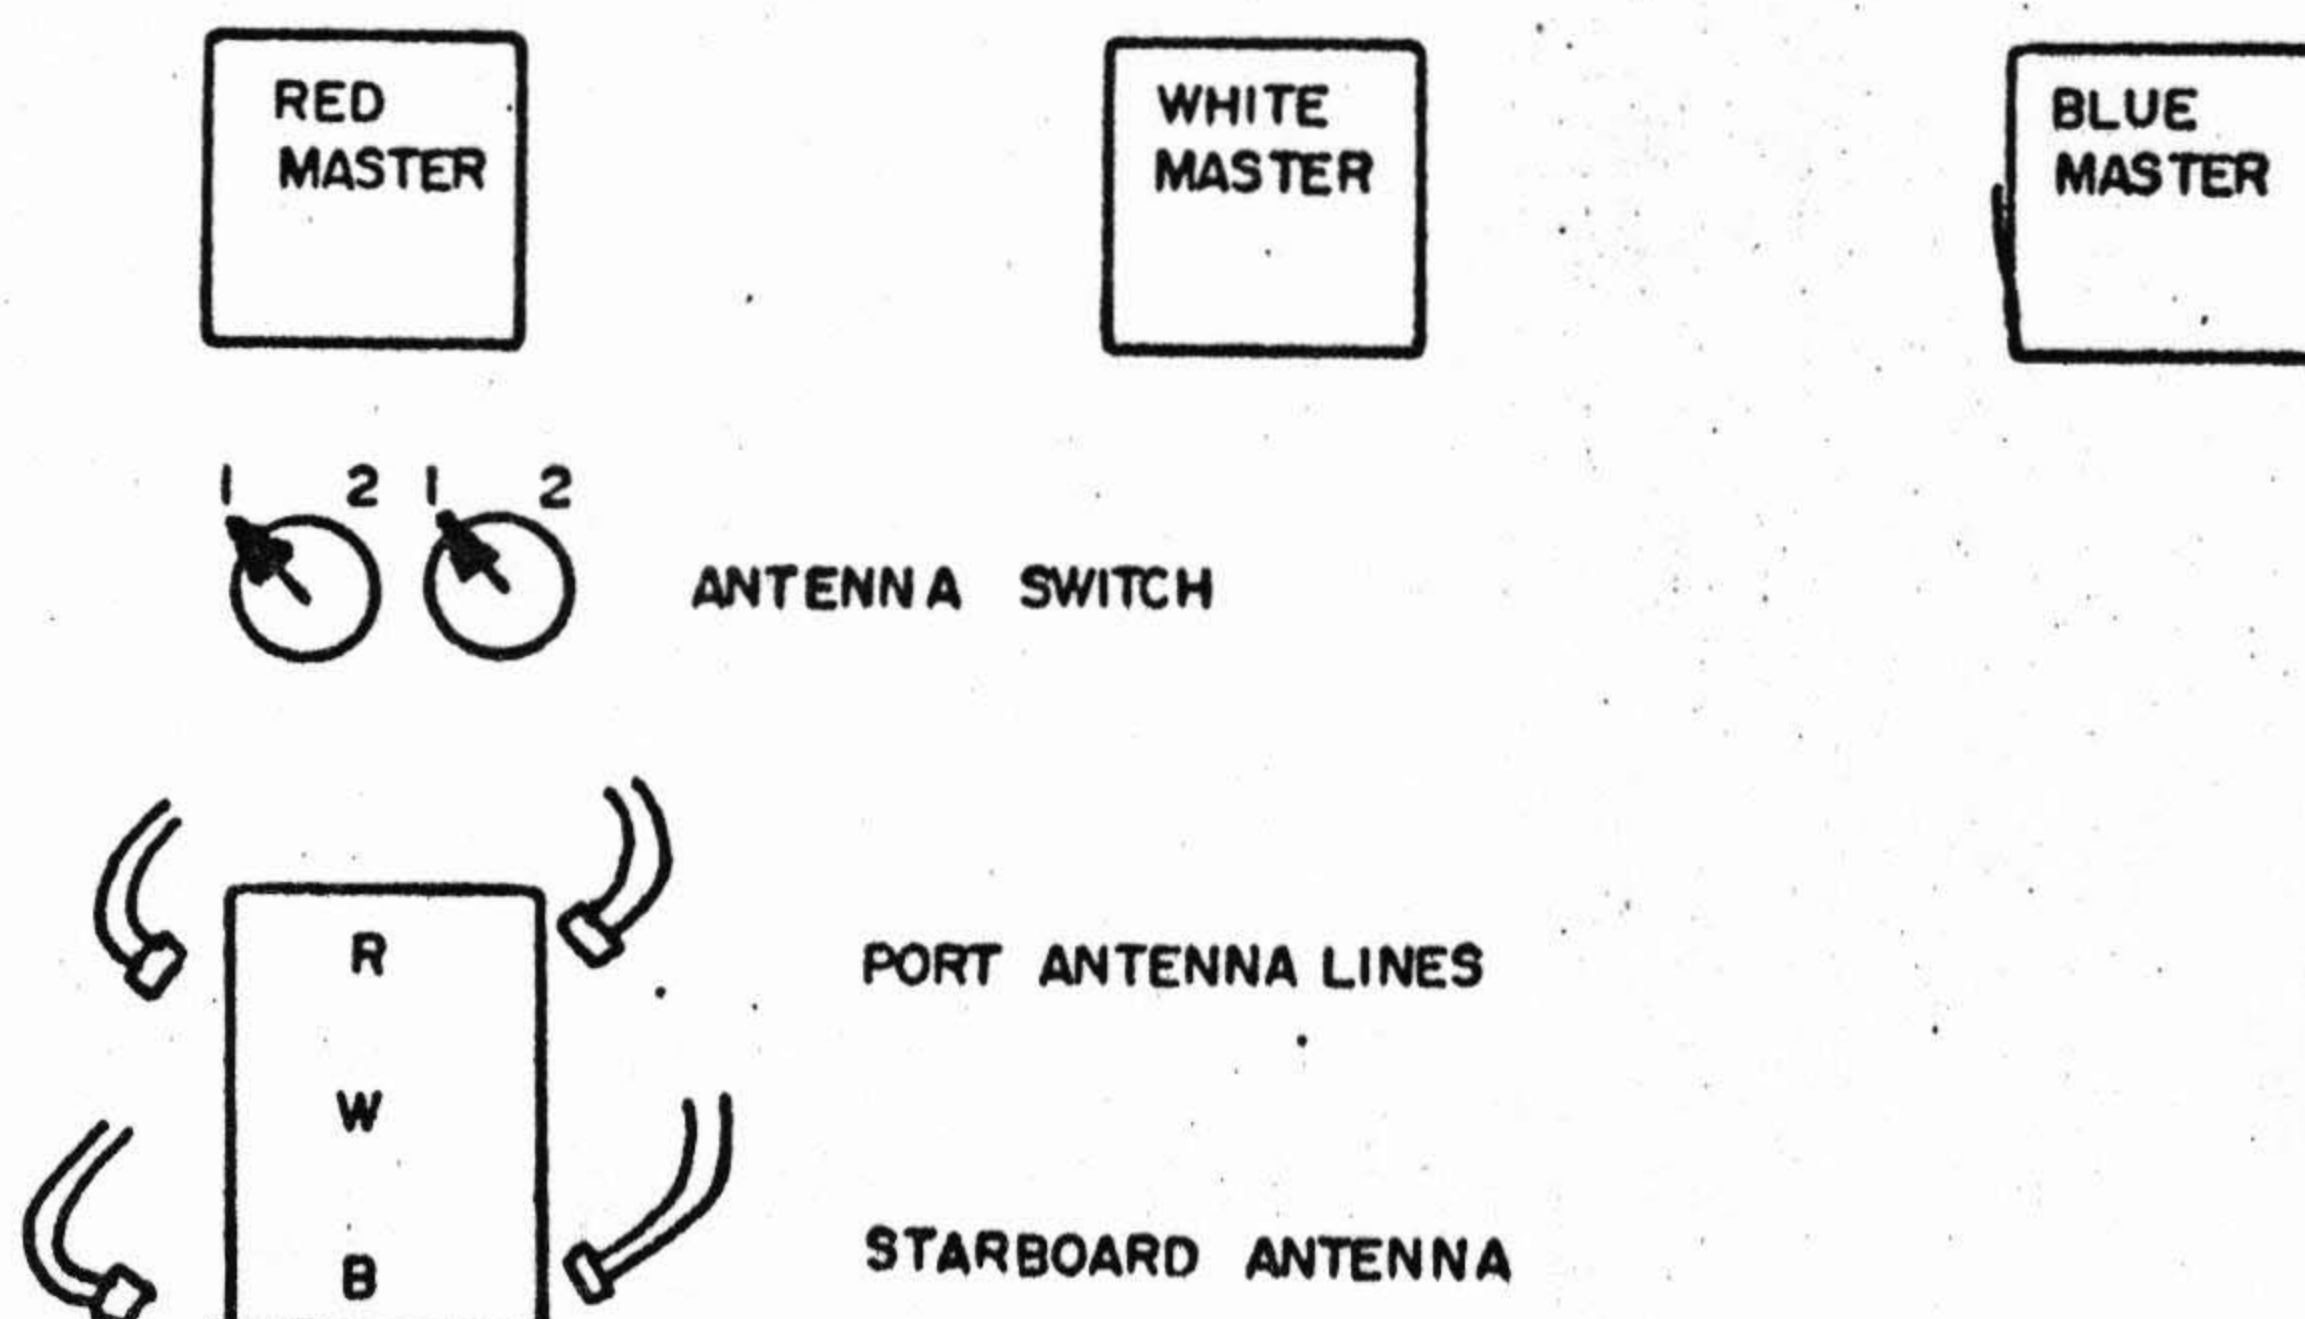 RED
MASTER
WHITE
MASTER
BLUE
MASTER
1 2 1 2
ANTENNA SWITCH
R
PORT ANTENNA LINES
W
B
STARBOARD ANTENNA